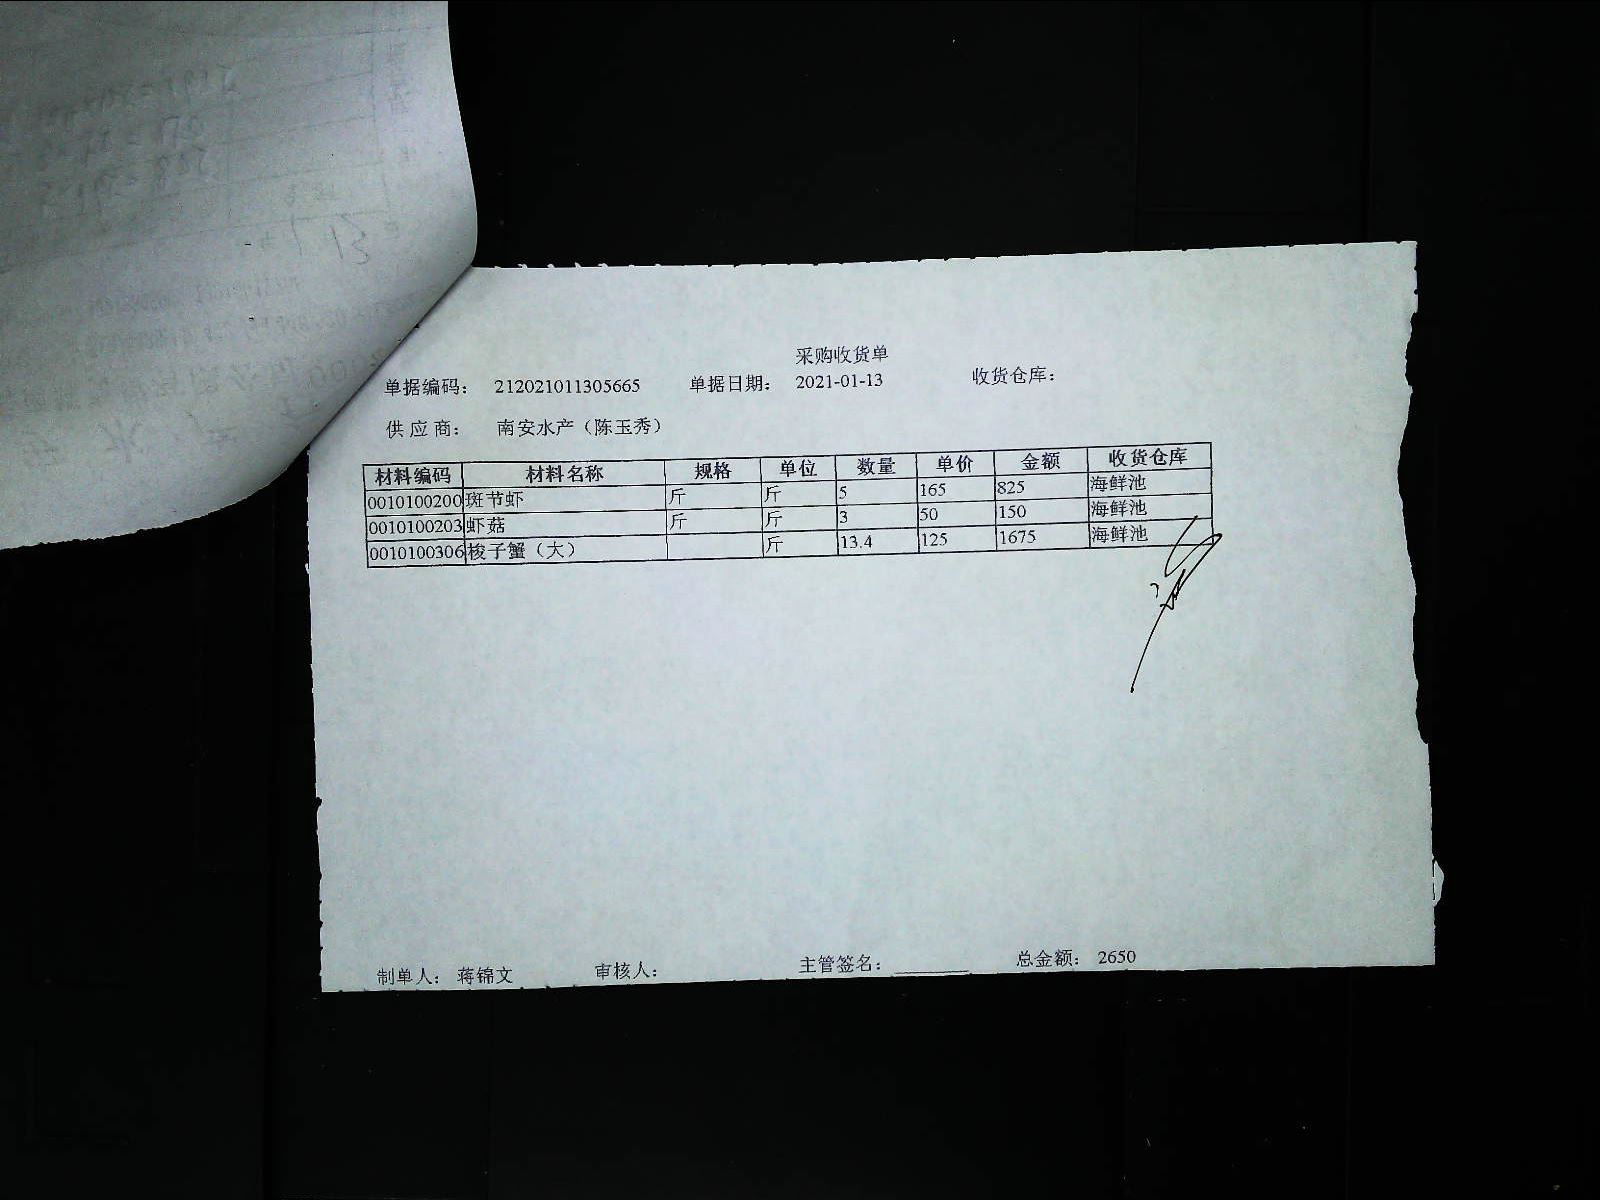 采购收货单
单据编码： 212021011305665 单据日期： 2021-01-13 收货仓库：
供应商： 南安水产（陈玉秀）
材料编码 材料名称 规格 单位 数量 单价 金额 收货仓库
0010100200 斑节虾 斤 斤 5 165 825 海鲜池
0010100203 虾菇 斤 斤 3 50 150 海鲜池
0010100306 梭子蟹（大） 斤 13.4 125 1675 海鲜池
制单人： 蒋锦文 审核人： 主管签名： 总金额： 2650